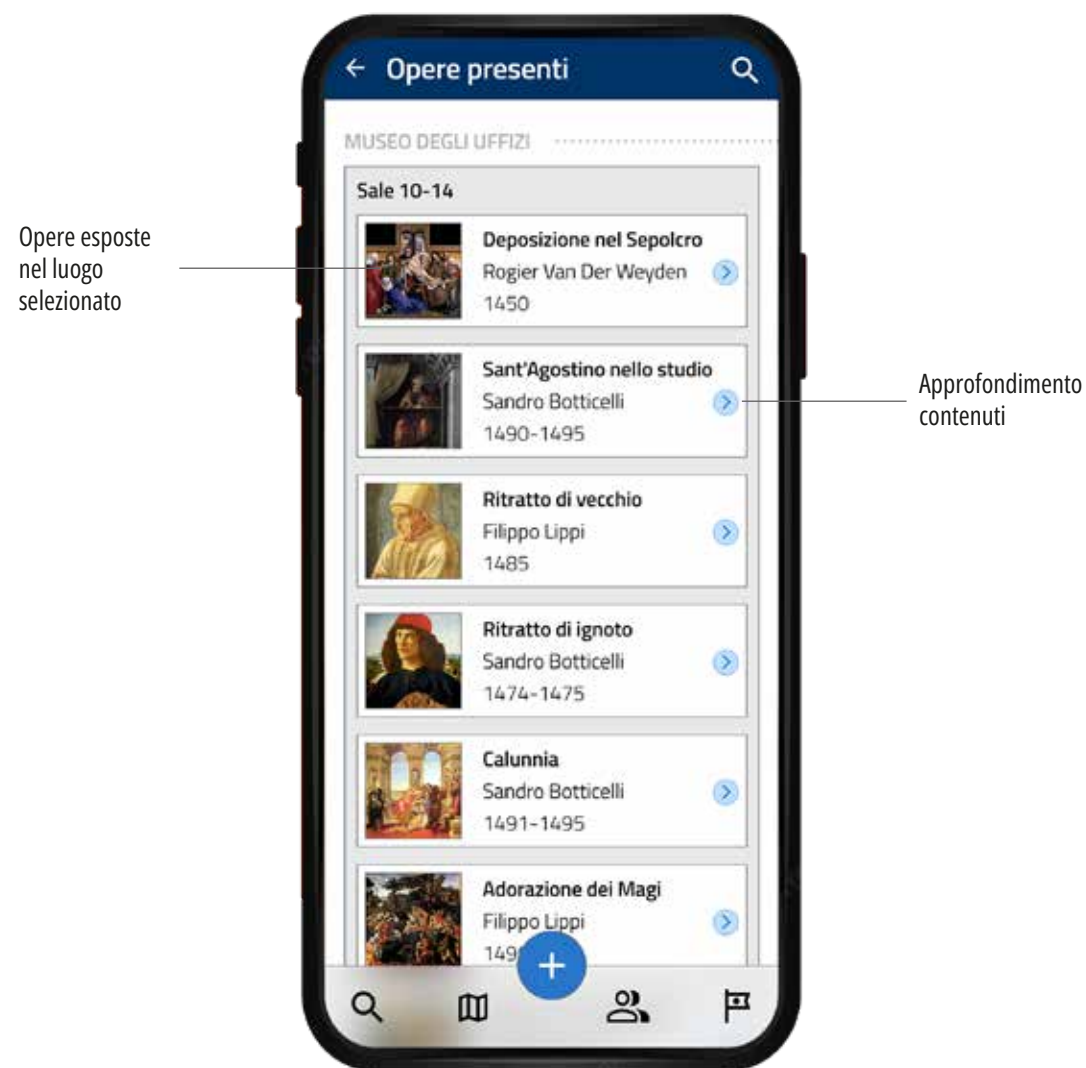 Opere presenti
MUSEO DEGLI UFFIZI
Sale 10-14
Opere esposte
nel luogo
selezionato
Deposizione nel Sepolcro
Rogier Van Der Weyden
1450
Sant'Agostino nello studio
Sandro Botticelli
1490-1495
Approfondimento
contenuti
Ritratto di vecchio
Filippo Lippi
1485
Ritratto di ignoto
Sandro Botticelli
1474-1475
Calunnia
Sandro Botticelli
1491-1495
Adorazione dei Magi
Filippo Lippi